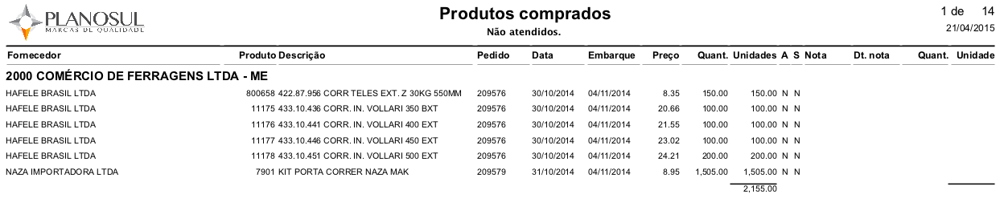 PLANOSUL
MARCAS DE QUALIDADE
Produtos comprados
Não atendidos.
1 de 14
21/04/2015
Fornecedor Produto Descrição Pedido Data Embarque Preço Quant. Unidades A S Nota Dt. nota Quant. Unidade
2000 COMÉRCIO DE FERRAGENS LTDA - ME
HAFELE BRASIL LTDA 800658 422.87.956 CORR TELES EXT. Z 30KG 550MM 209576 30/10/2014 04/11/2014 8.35 150.00 150.00 N N
HAFELE BRASIL LTDA 11175 433.10.436 CORR. IN. VOLLARI 350 BXT 209576 30/10/2014 04/11/2014 20.66 100.00 100.00 N N
HAFELE BRASIL LTDA 11176 433.10.441 CORR. IN. VOLLARI 400 EXT 209576 30/10/2014 04/11/2014 21.55 100.00 100.00 N N
HAFELE BRASIL LTDA 11177 433.10.446 CORR. IN. VOLLARI 450 EXT 209576 30/10/2014 04/11/2014 23.02 100.00 100.00 N N
HAFELE BRASIL LTDA 11178 433.10.451 CORR. IN. VOLLARI 500 EXT 209576 30/10/2014 04/11/2014 24.21 200.00 200.00 N N
NAZA IMPORTADORA LTDA 7901 KIT PORTA CORRER NAZA MAK 209579 31/10/2014 04/11/2014 8.95 1,505.00 1,505.00 N N
2,155.00